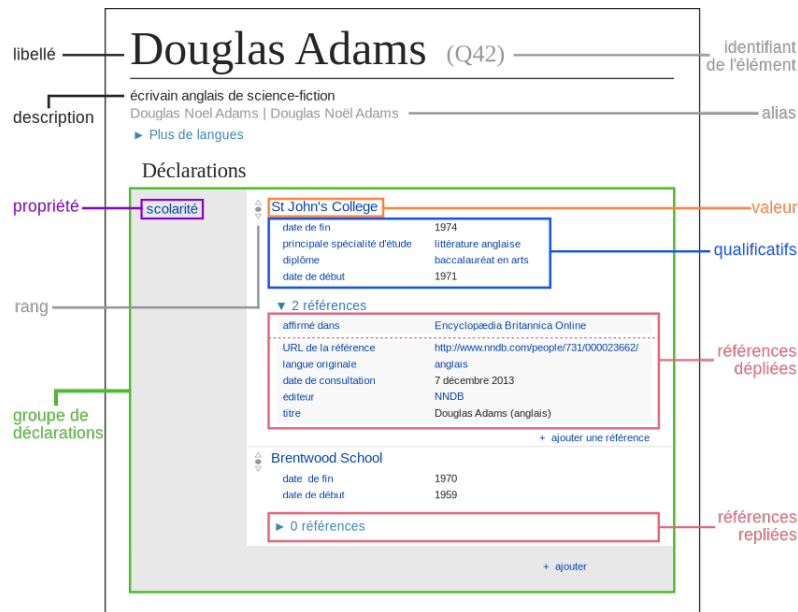 libellé
Douglas Adams (Q42)
identifiant
de l'élément
écrivain anglais de science-fiction
description
Douglas Noel Adams | Douglas Noël Adams
alias
► Plus de langues
Déclarations
propriété
scolarité
St John's College
valeur
date de fin 1974
principale spécialité d'étude littérature anglaise
qualificatifs
diplôme baccalauréat en arts
date de début 1971
rang
▼ 2 références
affirmé dans Encyclopædia Britannica Online
URL de la référence http://www.nndb.com/people/731/000023662/
références
dépliées
langue originale anglais
date de consultation 7 décembre 2013
éditeur NNDB
titre Douglas Adams (anglais)
groupe de
déclarations
+ ajouter une référence
Brentwood School
date de fin 1970
date de début 1959
► 0 références
références
repliées
+ ajouter